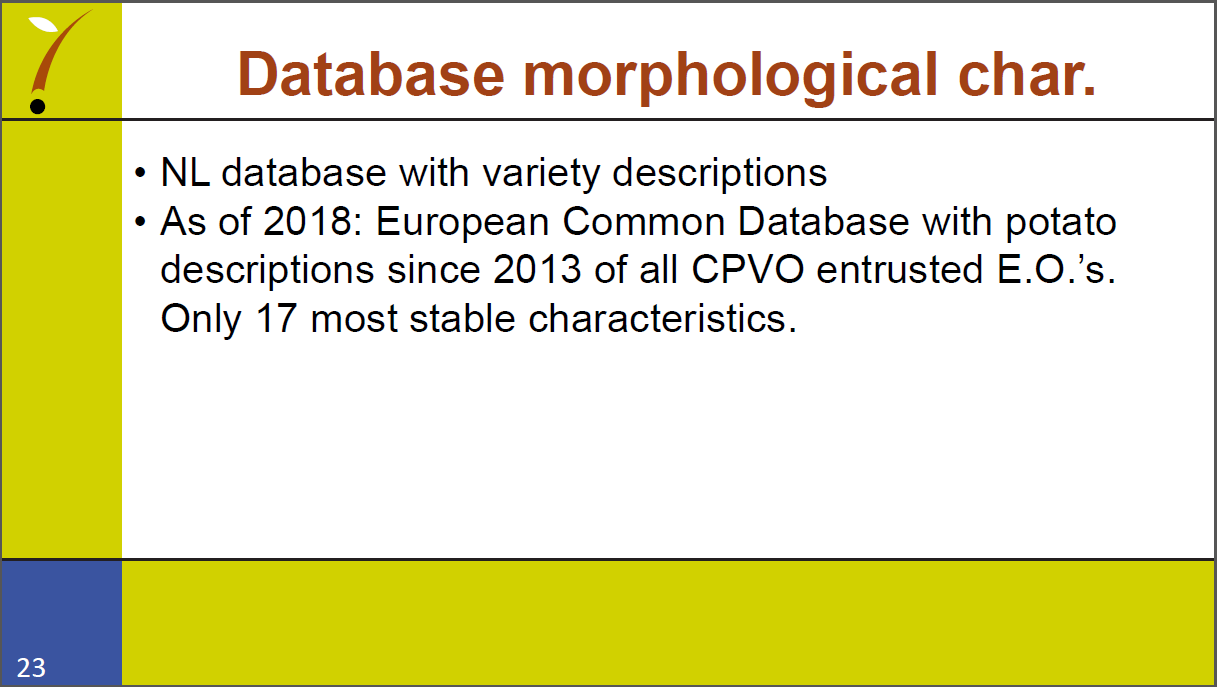 Database morphological char.
• NL database with variety descriptions
• As of 2018: European Common Database with potato
descriptions since 2013 of all CPVO entrusted E.O.’s.
Only 17 most stable characteristics.
23